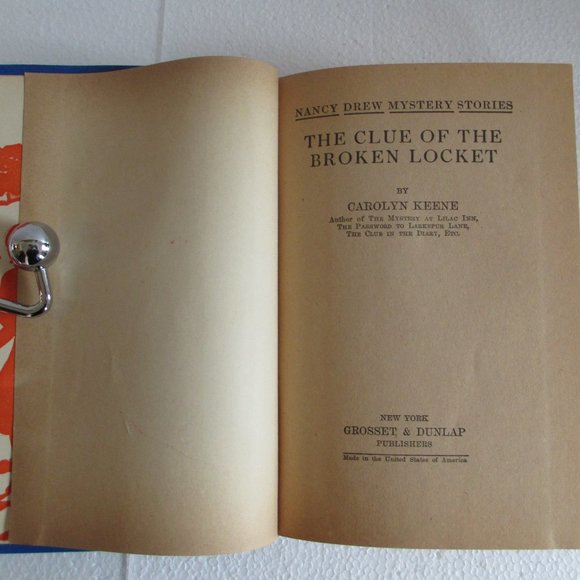 NANCY DREW MYSTERY STORIES
THE CLUE OF THE
BROKEN LOCKET
BY
CAROLYN KEENE
Author of THE MYSTERY AT LILAC INN,
THE PASSWORD TO LARKSPUR LANE,
THE CLUE IN THE DIARY, ETC.
NEW YORK
GROSSET & DUNLAP
PUBLISHERS
Made in the United States of America